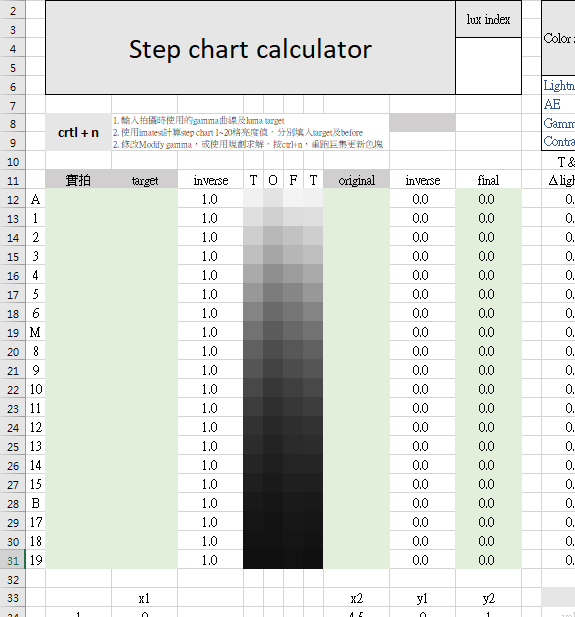 2
lux index
3
Step chart calculator
Color
4
5
6 Lightn
7 AE
8 crtl + n 1. 輸入拍攝時使用的gamma曲線及luma target Gamm
2. 使用imatest計算step chart 1~20格亮度值，分別填入target及before
9 2. 修改Modify gamma，或使用規劃求解，按ctrl+n，重跑巨集更新色塊 Contra
10 T &
11 實拍 target inverse T O F T original inverse final Δ ligh
12 A 1.0 0.0 0.0 0.
13 1 1.0 0.0 0.0 0.
14 2 1.0 0.0 0.0 0.
15 3 1.0 0.0 0.0 0.
16 4 1.0 0.0 0.0 0.
17 5 1.0 0.0 0.0 0.
18 6 1.0 0.0 0.0 0.
19 M 1.0 0.0 0.0 0.
20 8 1.0 0.0 0.0 0.
21 9 1.0 0.0 0.0 0.
22 10 1.0 0.0 0.0 0.
23 11 1.0 0.0 0.0 0.
24 12 1.0 0.0 0.0 0.
25 13 1.0 0.0 0.0 0.
26 14 1.0 0.0 0.0 0.
27 15 1.0 0.0 0.0 0.
28 B 1.0 0.0 0.0 0.
29 17 1.0 0.0 0.0 0.
30 18 1.0 0.0 0.0 0.
31 19 1.0 0.0 0.0 0.
32
33 x1 x2 y1 y2